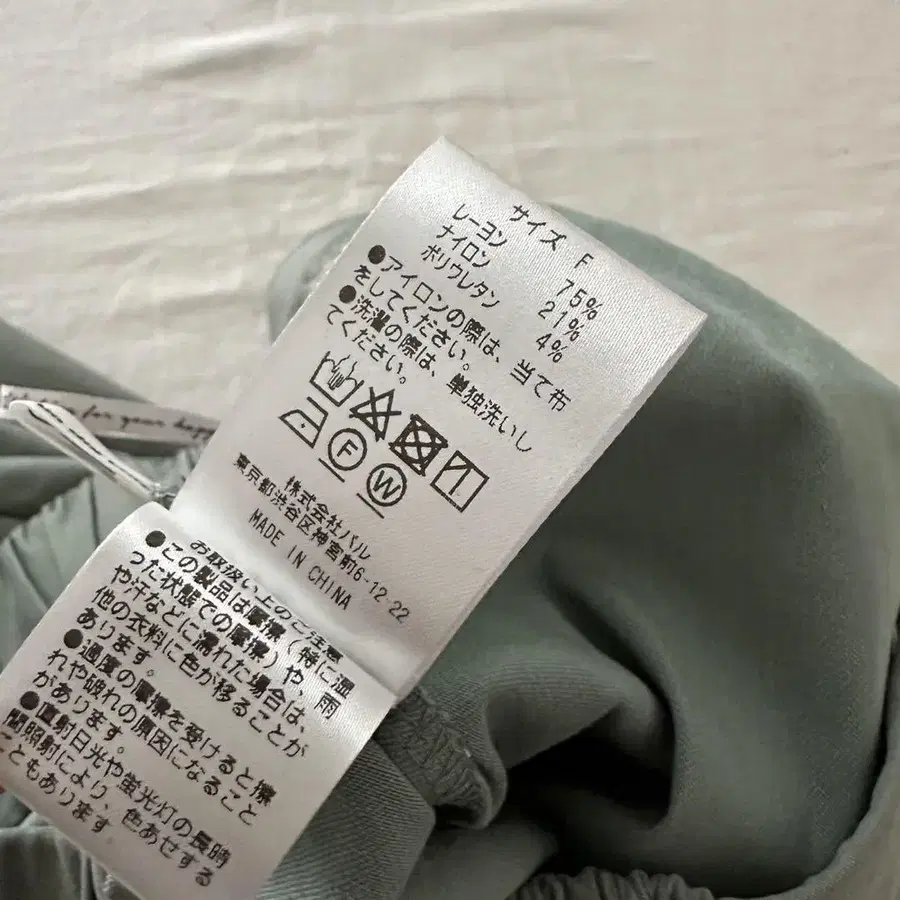 サイズ F
レーヨン 75%
ナイロン 21%
ポリウレタン 4%
●アイロンの際は、当て布
をしてください。
●洗濯の際は、単独洗いし
てください。
F
W
株式会社パル
東京都渋谷区神宮前6-12-22
MADE IN CHINA
お取扱い上のご注意
●この製品は摩擦(特に湿
った状態での摩擦)や、雨
や汗などに濡れた場合は、
他の衣料に色が移ることが
あります。
●過度の摩擦を受けると擦
れや破れの原因になること
があります。
●直射日光や蛍光灯の長時
間照射により、色あせする
こともあります
for your happ